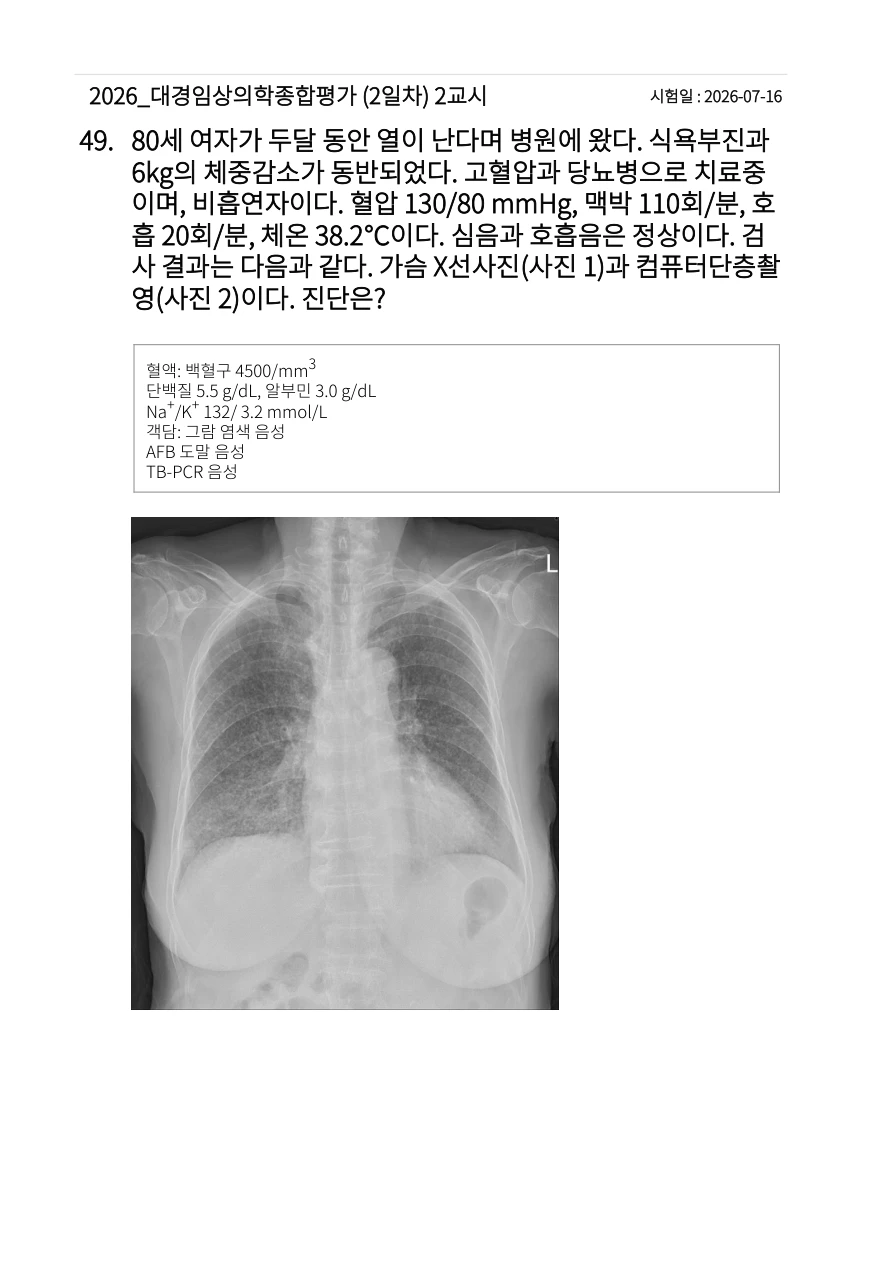 2026_대경임상의학종합평가 (2일차) 2교시
시험일 : 2026-07-16
49. 80세 여자가 두달 동안 열이 난다며 병원에 왔다. 식욕부진과
6kg의 체중감소가 동반되었다. 고혈압과 당뇨병으로 치료중
이며, 비흡연자이다. 혈압 130/80 mmHg, 맥박 110회/분, 호
흡 20회/분, 체온 38.2℃이다. 심음과 호흡음은 정상이다. 검
사 결과는 다음과 같다. 가슴 X선사진(사진 1)과 컴퓨터단층촬
영(사진 2)이다. 진단은?
혈액: 백혈구 4500/mm³
단백질 5.5 g/dL, 알부민 3.0 g/dL
Na⁺/K⁺ 132/ 3.2 mmol/L
객담: 그람 염색 음성
AFB 도말 음성
TB-PCR 음성
L